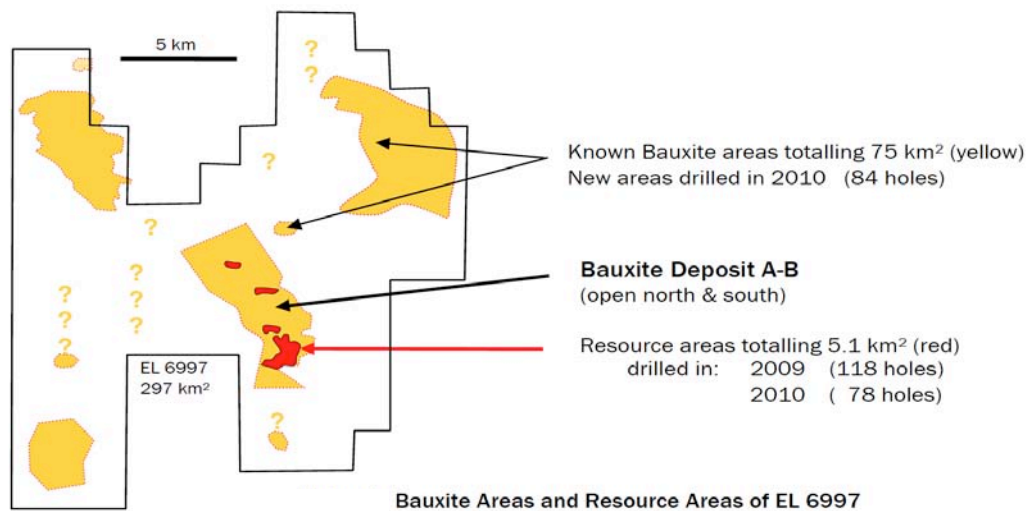 ?
?
5 km
?
Known Bauxite areas totalling 75 km² (yellow)
New areas drilled in 2010 (84 holes)
?
?
Bauxite Deposit A-B
(open north & south)
?
?
?
?
?
Resource areas totalling 5.1 km² (red)
drilled in: 2009 (118 holes)
2010 ( 78 holes)
EL 6997
297 km²
?
Bauxite Areas and Resource Areas of EL 6997